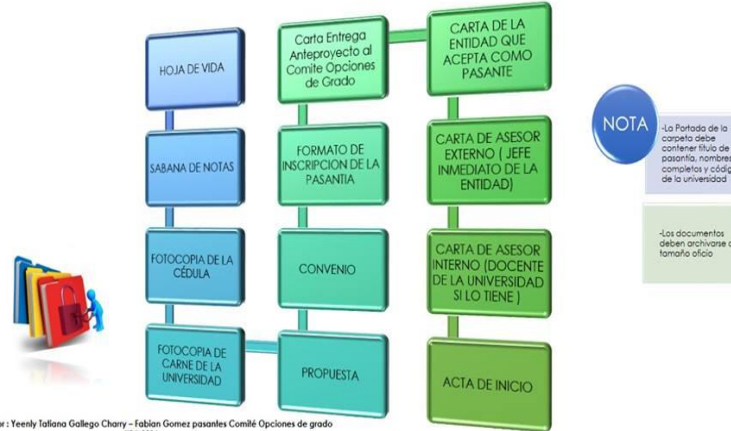 HOJA DE VIDA
SABANA DE NOTAS
FOTOCOPIA DE LA
CÉDULA
FOTOCOPIA DE
CARNE DE LA
UNIVERSIDAD
PROPUESTA
CONVENIO
FORMATO DE
INSCRIPCION DE LA
PASANTIA
Carta Entrega
Anteproyecto al
Comite Opciones
de Grado
CARTA DE LA
ENTIDAD QUE
ACEPTA COMO
PASANTE
CARTA DE ASESOR
EXTERNO ( JEFE
INMEDIATO DE LA
ENTIDAD)
CARTA DE ASESOR
INTERNO (DOCENTE
DE LA UNIVERSIDAD
SI LO TIENE )
ACTA DE INICIO
NOTA
-La Portada de la
carpeta debe
contener titulo de
pasantía, nombres
completos y códig
de la universidad
-Los documentos
deben archivarse
tamaño oficio
: Yeenly Tatiana Gallego Charry – Fabian Gomez pasantes Comité Opciones de grado